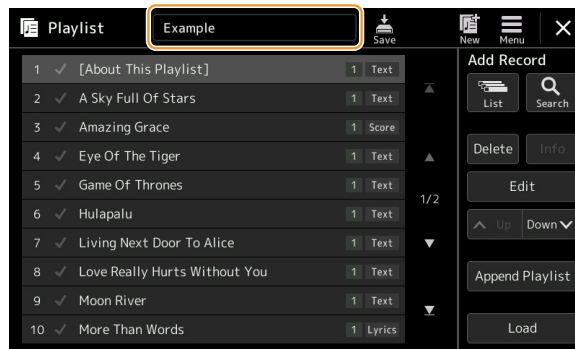 Playlist Example Save New Menu
Add Record
List Search
Delete Info
Edit
Up Down
Append Playlist
Load
1 [About This Playlist] 1 Text
2 A Sky Full Of Stars 1 Text
3 Amazing Grace 1 Score
4 Eye Of The Tiger 1 Text
5 Game Of Thrones 1 Text
6 Hulapalu 1 Text
7 Living Next Door To Alice 1 Text
8 Love Really Hurts Without You 1 Text
9 Moon River 1 Text
10 More Than Words 1 Lyrics
1/2